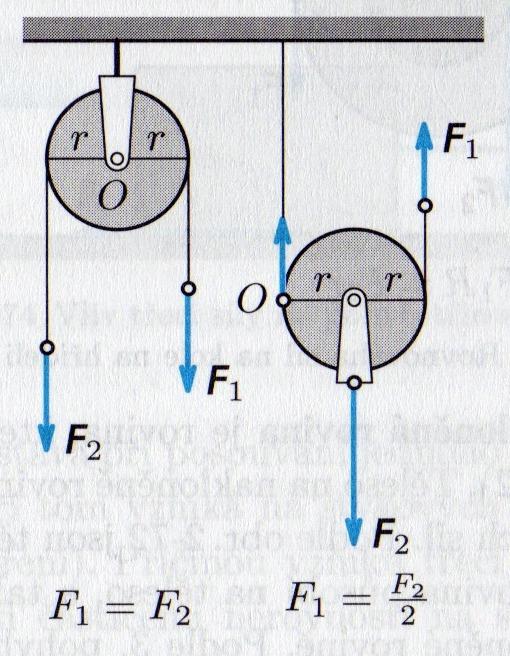 r r
O
F₁
F₂
F₁
O
r r
F₂
F₁ = F₂
F₁ = F₂/2